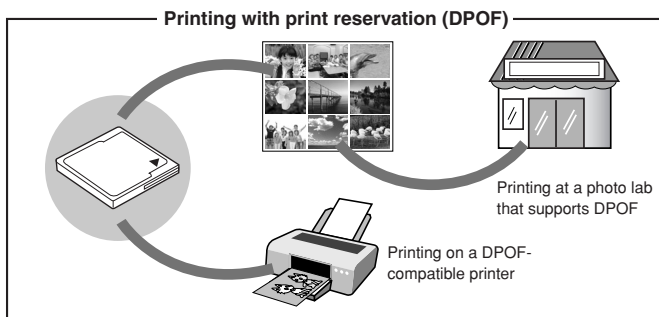 Printing with print reservation (DPOF)
Printing at a photo lab
that supports DPOF
Printing on a DPOF-
compatible printer